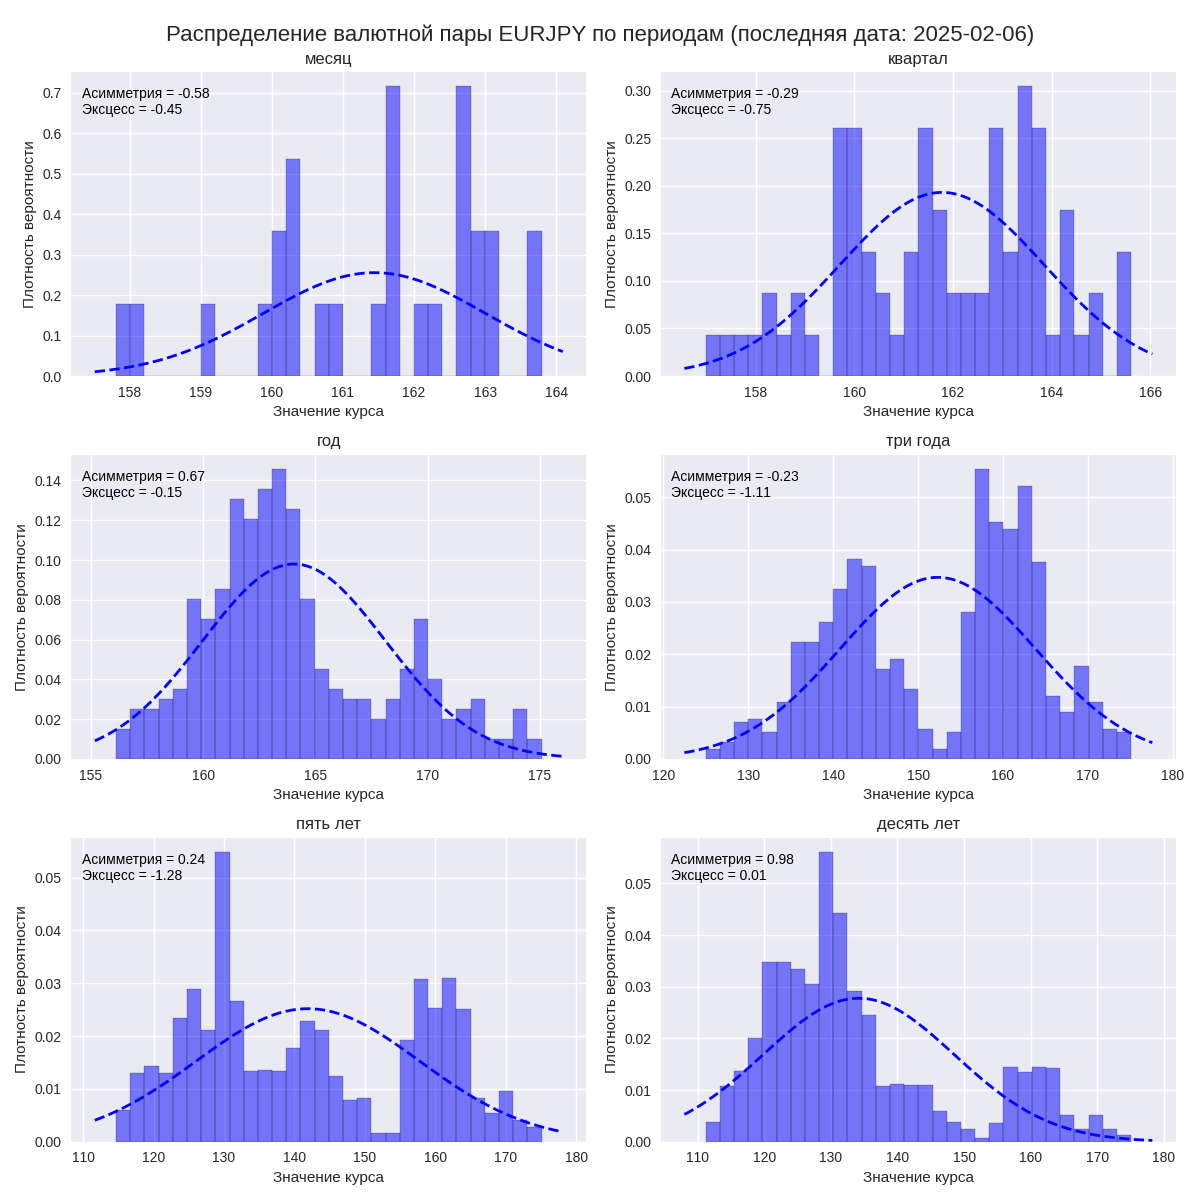 Распределение валютной пары EURJPY по периодам (последняя дата: 2025-02-06)
месяц
Асимметрия = -0.58
Эксцесс = -0.45
Плотность вероятности
0.7
0.6
0.5
0.4
0.3
0.2
0.1
0.0
158 159 160 161 162 163 164
Значение курса
квартал
Асимметрия = -0.29
Эксцесс = -0.75
Плотность вероятности
0.30
0.25
0.20
0.15
0.10
0.05
0.00
158 160 162 164 166
Значение курса
год
Асимметрия = 0.67
Эксцесс = -0.15
Плотность вероятности
0.14
0.12
0.10
0.08
0.06
0.04
0.02
0.00
155 160 165 170 175
Значение курса
три года
Асимметрия = -0.23
Эксцесс = -1.11
Плотность вероятности
0.05
0.04
0.03
0.02
0.01
0.00
120 130 140 150 160 170 180
Значение курса
пять лет
Асимметрия = 0.24
Эксцесс = -1.28
Плотность вероятности
0.05
0.04
0.03
0.02
0.01
0.00
110 120 130 140 150 160 170 180
Значение курса
десять лет
Асимметрия = 0.98
Эксцесс = 0.01
Плотность вероятности
0.05
0.04
0.03
0.02
0.01
0.00
110 120 130 140 150 160 170 180
Значение курса